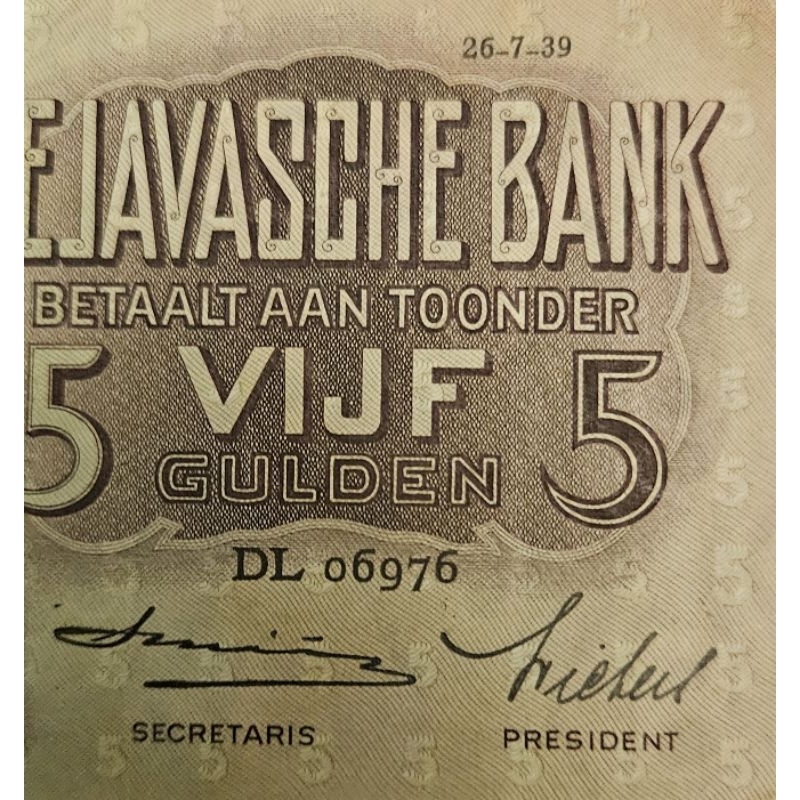 26-7-39
E JAVASCHE BANK
BETAALT AAN TOONDER
5 VIJF 5
GULDEN
DL 06976
SECRETARIS PRESIDENT